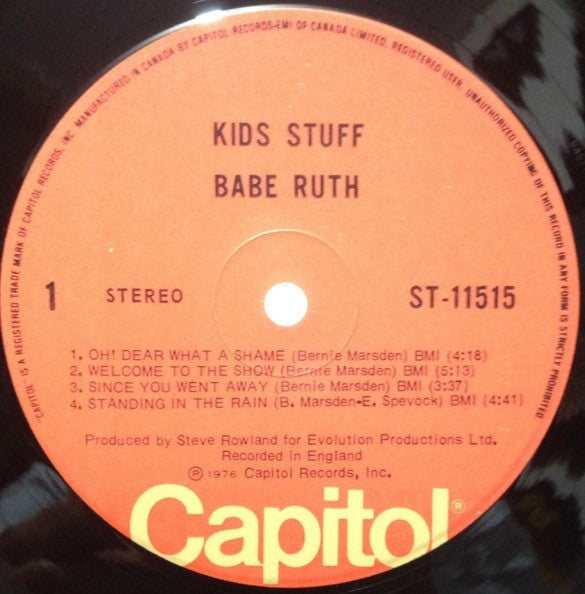 MANUFACTURED IN CANADA BY CAPITOL RECORDS-EMI OF CANADA LIMITED. REGISTERED USER. UNAUTHORIZED COPYING OF THIS RECORD IN ANY FORM IS STRICTLY PROHIBITED
"CAPITOL" IS A REGISTERED TRADE MARK OF CAPITOL RECORDS, INC.
KIDS STUFF
BABE RUTH
1 STEREO ST-11515
1. OH! DEAR WHAT A SHAME (Bernie Marsden) BMI (4:18)
2. WELCOME TO THE SHOW (Bernie Marsden) BMI (5:13)
3. SINCE YOU WENT AWAY (Bernie Marsden) BMI (3:37)
4. STANDING IN THE RAIN (B. Marsden-E. Spevock) BMI (4:41)
Produced by Steve Rowland for Evolution Productions Ltd.
Recorded in England
℗ 1976 Capitol Records, Inc.
Capitol®